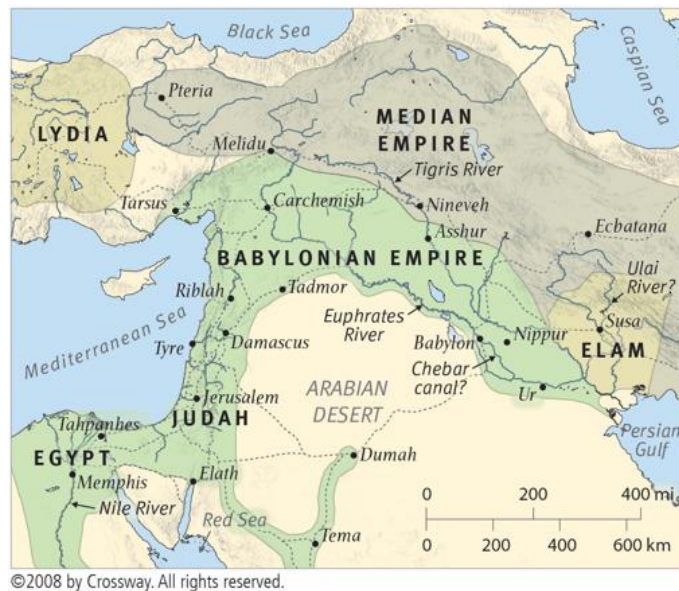 Black Sea
Caspian Sea
Pteria
LYDIA
MEDIAN
EMPIRE
Melidu
Tigris River
Tarsus
Carchemish
Nineveh
Asshur
Ecbatana
BABYLONIAN EMPIRE
Ulai
River?
Riblah
Tadmor
Euphrates
River
Susa
Mediterranean Sea
Tyre
Damascus
Babylon
Nippur
ELAM
Chebar
canal?
Jerusalem
ARABIAN
DESERT
Ur
JUDAH
Tahpanhes
Persian
Gulf
EGYPT
Dumah
Memphis
Elath
Nile River
Red Sea
Tema
0 200 400 mi
0 200 400 600 km
©2008 by Crossway. All rights reserved.